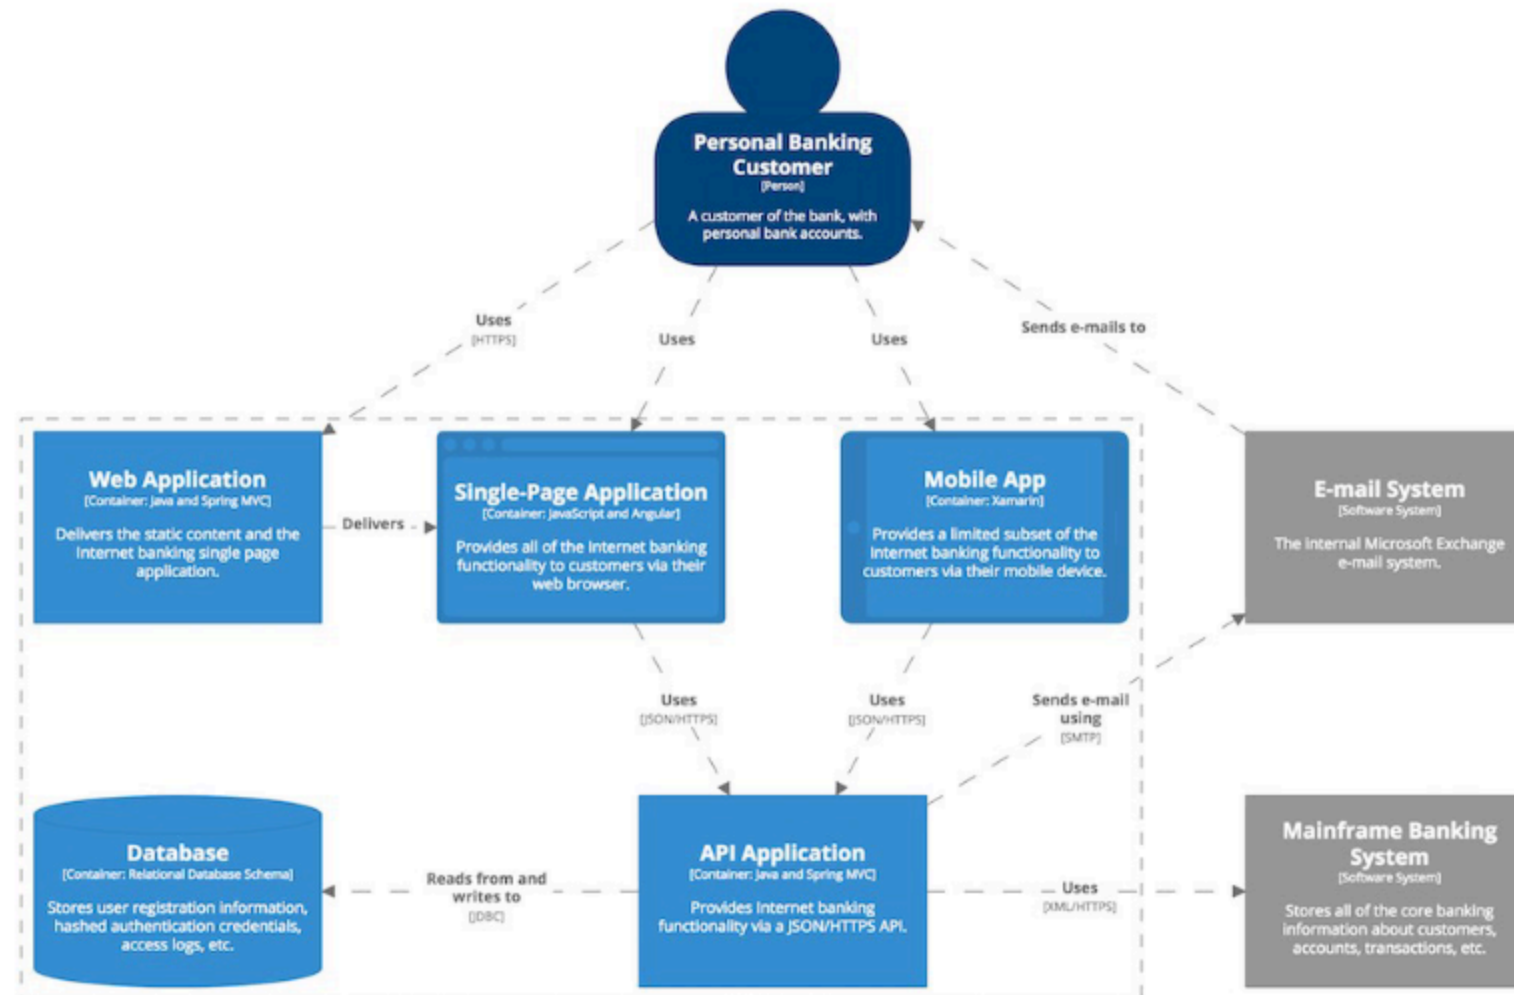 Personal Banking
Customer
[Person]
A customer of the bank, with
personal bank accounts.
Uses
[HTTPS]
Uses
Uses
Sends e-mails to
Web Application
[Container: Java and Spring MVC]
Delivers the static content and the
Internet banking single page
application.
Delivers
Single-Page Application
[Container: JavaScript and Angular]
Provides all of the Internet banking
functionality to customers via their
web browser.
Mobile App
[Container: Xamarin]
Provides a limited subset of the
Internet banking functionality to
customers via their mobile device.
E-mail System
[Software System]
The internal Microsoft Exchange
e-mail system.
Uses
[JSON/HTTPS]
Uses
[JSON/HTTPS]
Sends e-mail
using
[SMTP]
Database
[Container: Relational Database Schema]
Stores user registration information,
hashed authentication credentials,
access logs, etc.
Reads from and
writes to
[JDBC]
API Application
[Container: Java and Spring MVC]
Provides Internet banking
functionality via a JSON/HTTPS API.
Uses
[XML/HTTPS]
Mainframe Banking
System
[Software System]
Stores all of the core banking
information about customers,
accounts, transactions, etc.